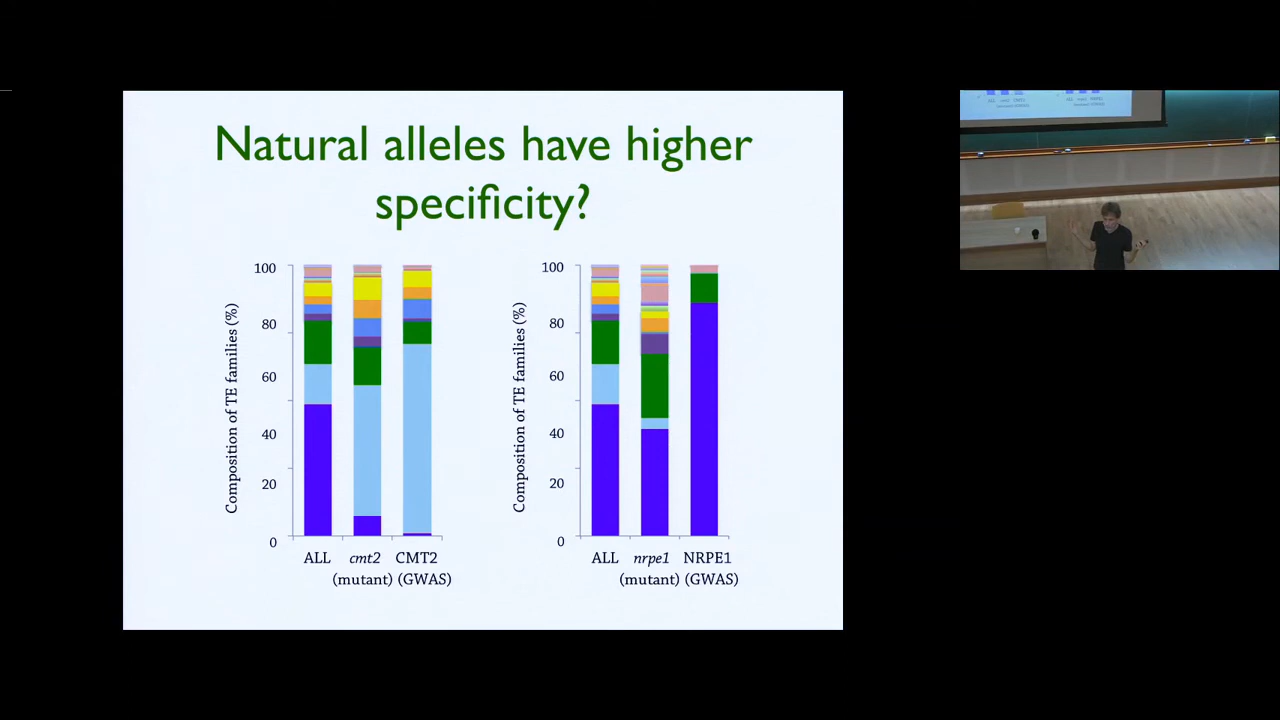 Natural alleles have higher
specificity?
Composition of TE families (%)
100
80
60
40
20
0
ALL cmt2 CMT2
(mutant) (GWAS)
Composition of TE families (%)
100
80
60
40
20
0
ALL nrpe1 NRPE1
(mutant) (GWAS)